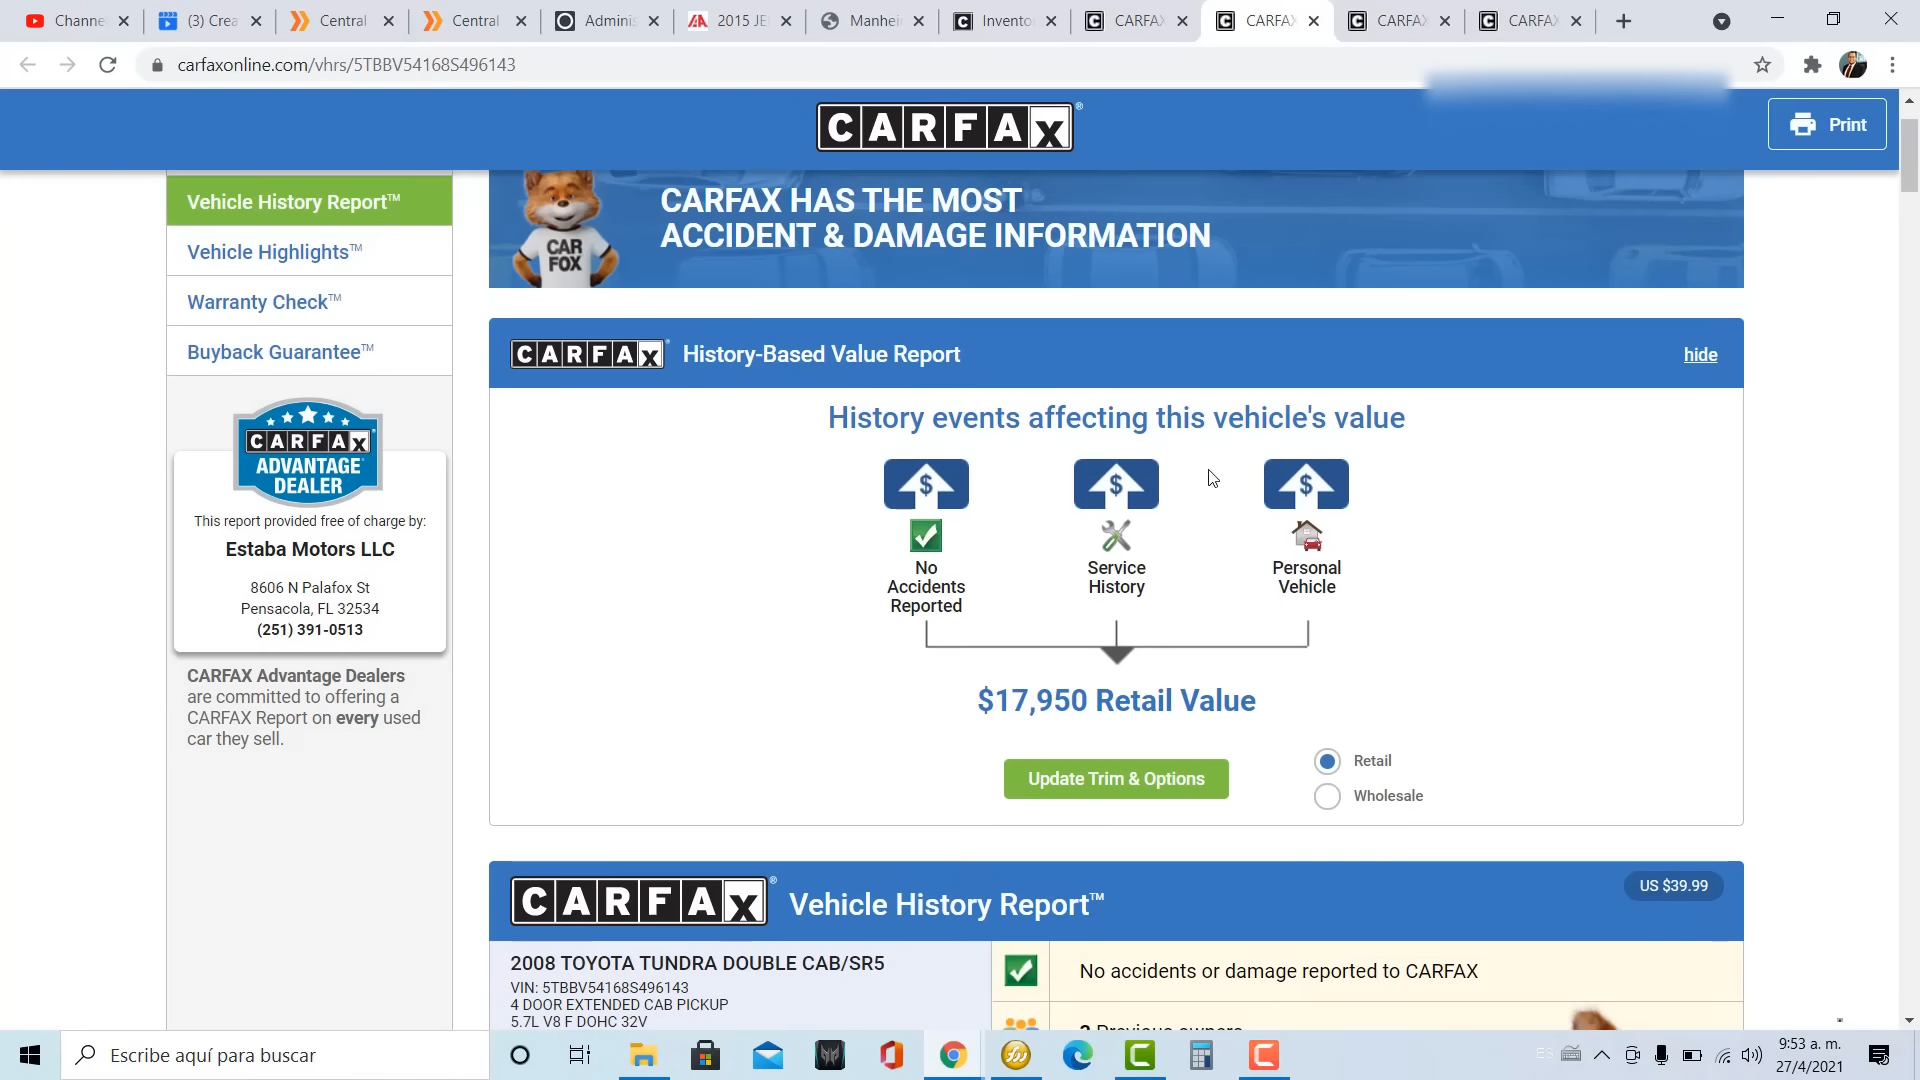 Channe
(3) Crea
Central
Central
Adminis
2015 JE
Manhei
Invento
CARFAX
CARFAX
CARFAX
CARFAX
carfaxonline.com/vhrs/5TBBV54168S496143
CARFAX®
Print
Vehicle History Report™
Vehicle Highlights™
Warranty Check™
Buyback Guarantee™
CARFAX
ADVANTAGE
DEALER
This report provided free of charge by:
Estaba Motors LLC
8606 N Palafox St
Pensacola, FL 32534
(251) 391-0513
CARFAX Advantage Dealers
are committed to offering a
CARFAX Report on every used
car they sell.
CAR
FOX
CARFAX HAS THE MOST
ACCIDENT & DAMAGE INFORMATION
CARFAX History-Based Value Report
hide
History events affecting this vehicle's value
$ $ $
No
Accidents
Reported
Service
History
Personal
Vehicle
$17,950 Retail Value
Update Trim & Options
Retail
Wholesale
CARFAX® Vehicle History Report™
US $39.99
2008 TOYOTA TUNDRA DOUBLE CAB/SR5
VIN: 5TBBV54168S496143
4 DOOR EXTENDED CAB PICKUP
5.7L V8 F DOHC 32V
No accidents or damage reported to CARFAX
Previous owners
Escribe aquí para buscar
9:53 a. m.
27/4/2021